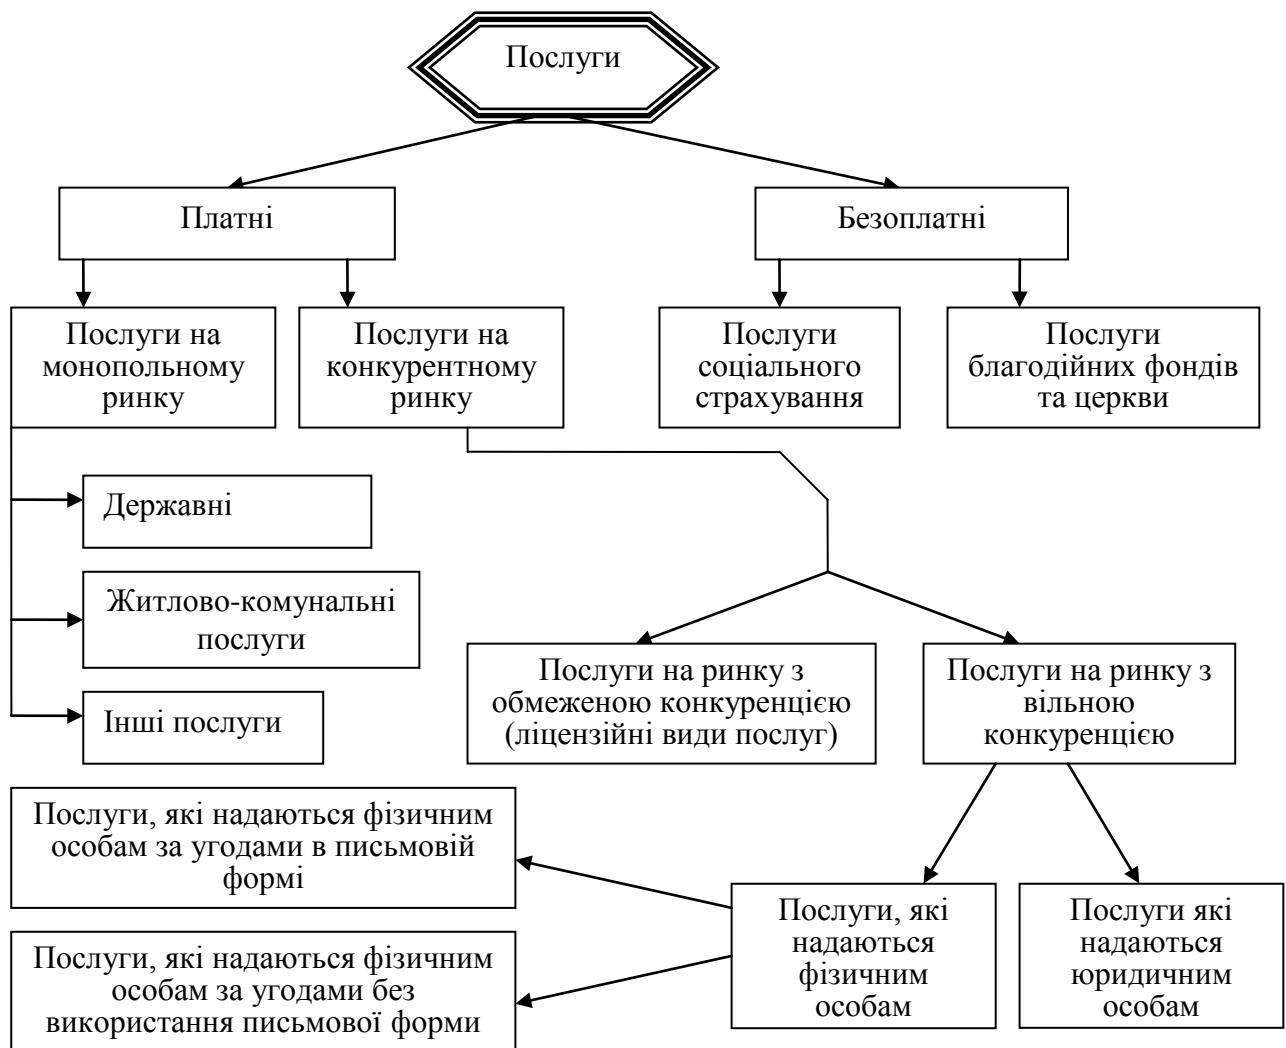 Послуги
Платні
Безоплатні
Послуги на
монопольному
ринку
Послуги на
конкурентному
ринку
Послуги
соціального
страхування
Послуги
благодійних фондів
та церкви
Державні
Житлово-комунальні
послуги
Інші послуги
Послуги на ринку з
обмеженою конкуренцією
(ліцензійні види послуг)
Послуги на ринку з
вільною
конкуренцією
Послуги, які надаються фізичним
особам за угодами в письмовій
формі
Послуги, які надаються фізичним
особам за угодами без
використання письмової форми
Послуги, які
надаються
фізичним
особам
Послуги які
надаються
юридичним
особам